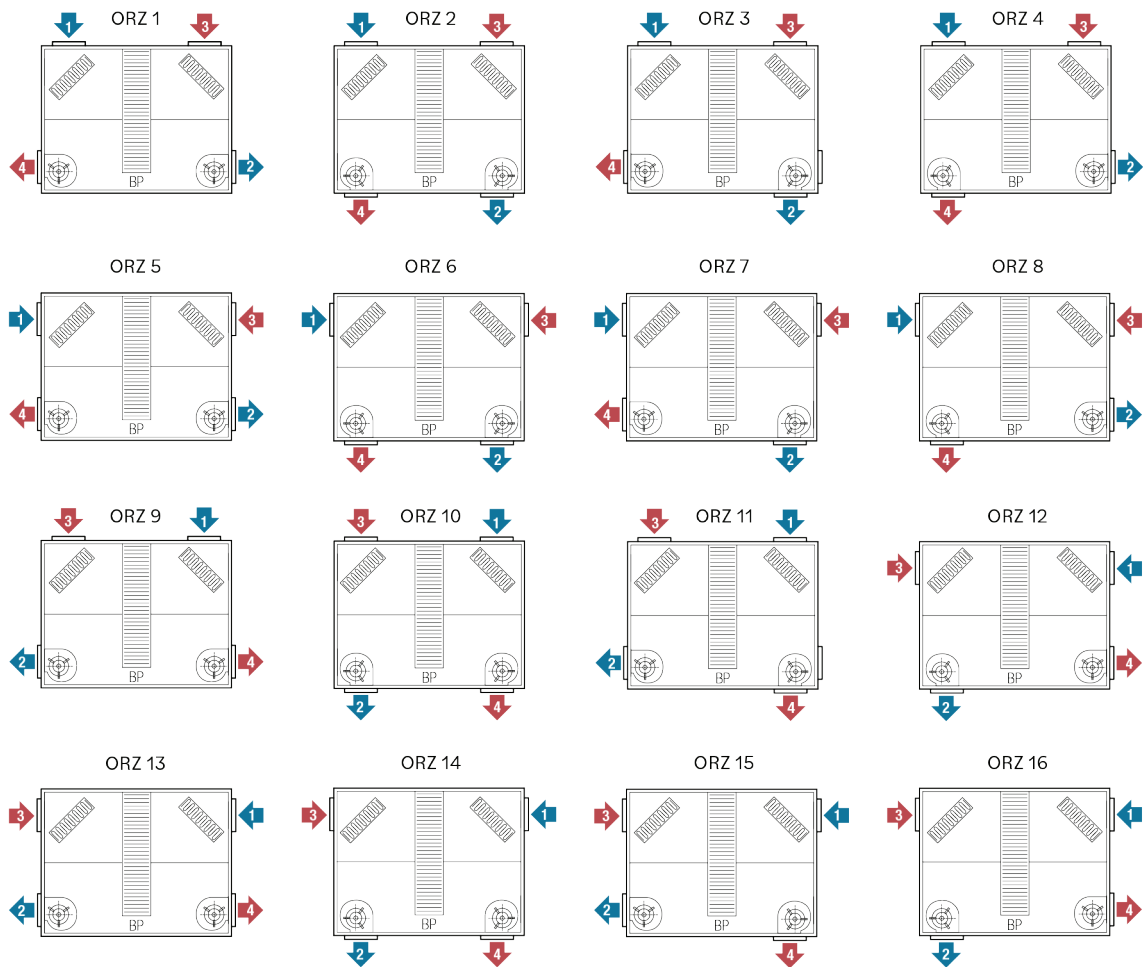 ORZ 1 ORZ 2 ORZ 3 ORZ 4
1 3 1 3 1 3 1 3
4 2 4 2
BP BP BP BP
4 2 2 4
ORZ 5 ORZ 6 ORZ 7 ORZ 8
1 3 1 3 1 3 1 3
4 2 4 2
BP BP BP BP
4 2 2 4
ORZ 9 ORZ 10 ORZ 11 ORZ 12
3 1 3 1 3 1
3 1
2 4 2 4
BP BP BP BP
2 4 4 2
ORZ 13 ORZ 14 ORZ 15 ORZ 16
3 1 3 1 3 1 3 1
2 4 2 4
BP BP BP BP
2 4 4 2